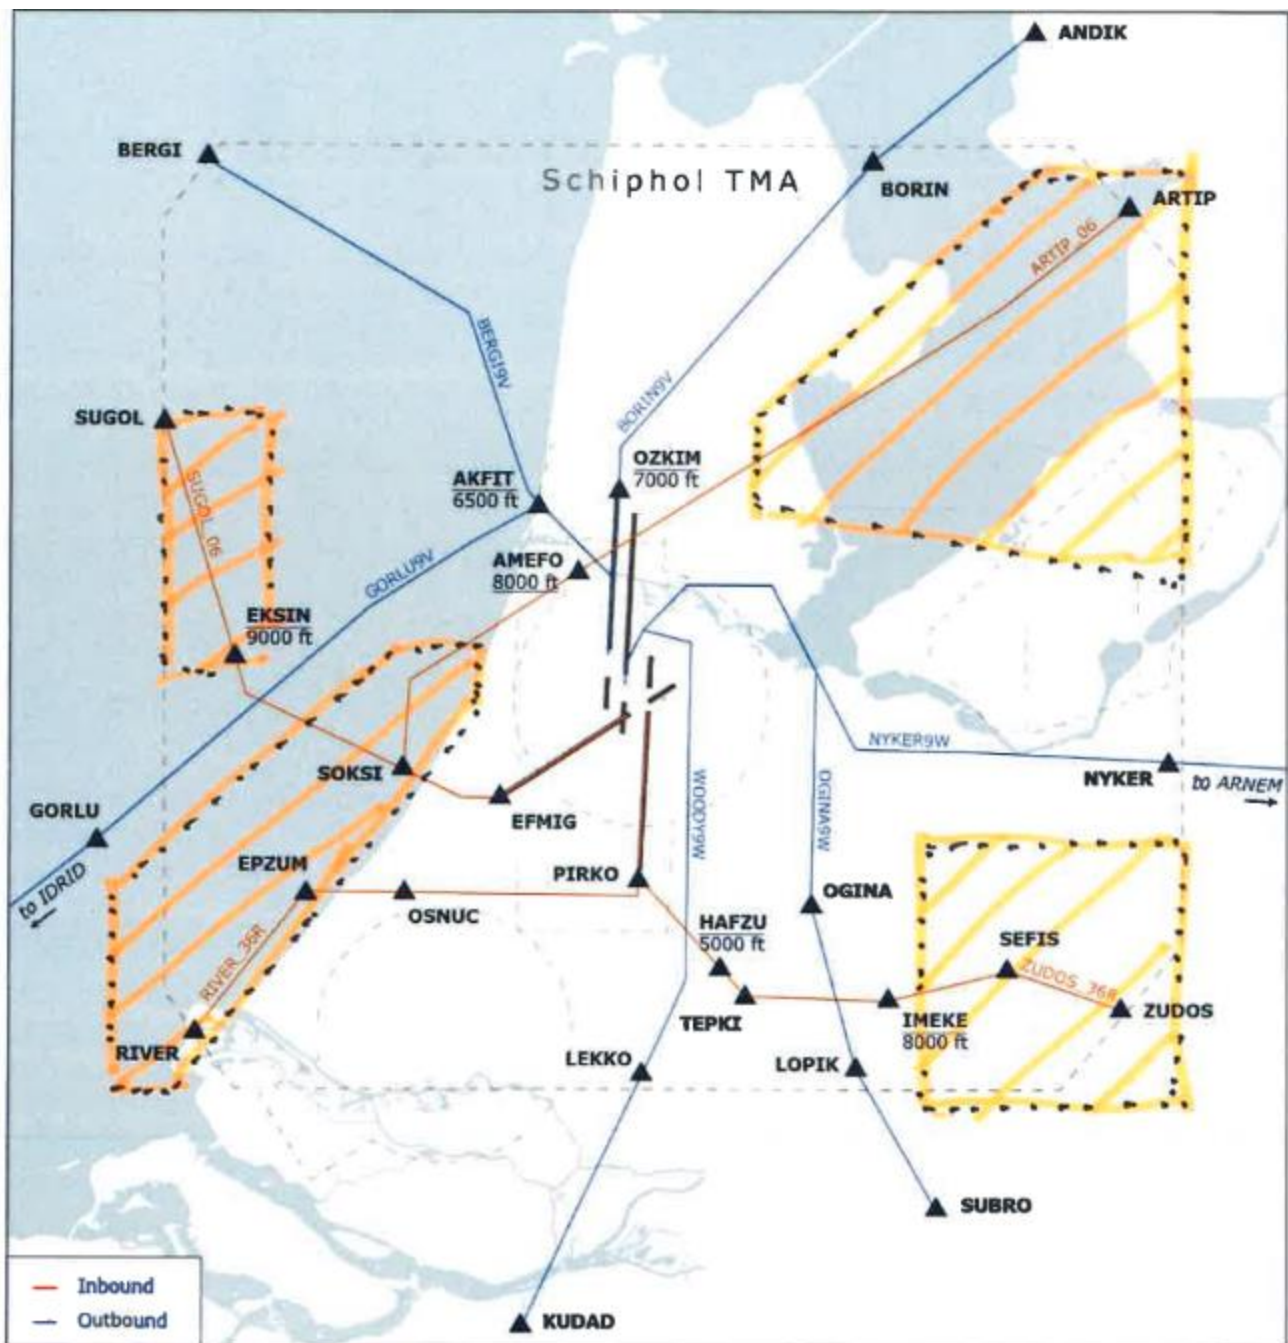 ANDIK
BERGI
Schiphol TMA
BORIN
ARTIP
ARTIP_06
BERGI9V
BORIN9V
SUGOL
SUGOL_06
AKFIT
6500 ft
OZKIM
7000 ft
GORLU9V
AMEFO
8000 ft
EKSIN
9000 ft
NYKER9W
NYKER
to ARNEM
SOKSI
EFMIG
WOODY9W
OGINA9W
GORLU
to IDRID
EPZUM
OSNUC
PIRKO
OGINA
HAFZU
5000 ft
SEFIS
RIVER_36R
ZUDOS_36R
ZUDOS
IMEKE
8000 ft
TEPKI
RIVER
LEKKO
LOPIK
SUBRO
Inbound
Outbound
KUDAD